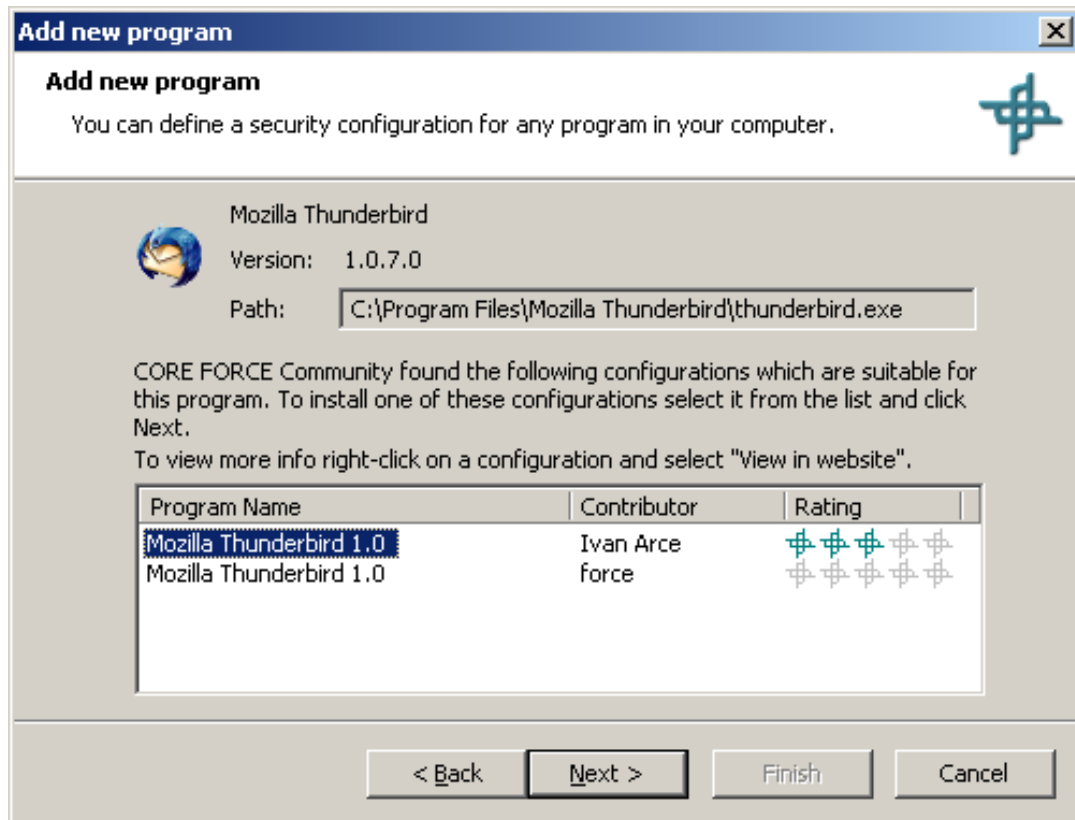 Add new program
Add new program
You can define a security configuration for any program in your computer.
Mozilla Thunderbird
Version: 1.0.7.0
Path: C:\Program Files\Mozilla Thunderbird\thunderbird.exe
CORE FORCE Community found the following configurations which are suitable for
this program. To install one of these configurations select it from the list and click
Next.
To view more info right-click on a configuration and select "View in website".
Program Name Contributor Rating
Mozilla Thunderbird 1.0 Ivan Arce
Mozilla Thunderbird 1.0 force
< Back Next > Finish Cancel